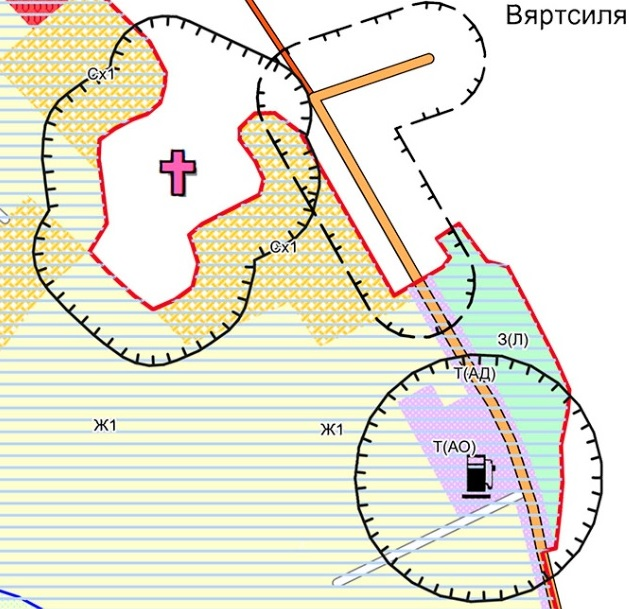 Вяртсиля
Сх1
Сх1
З(Л)
Т(АД)
Ж1
Ж1
Т(АО)